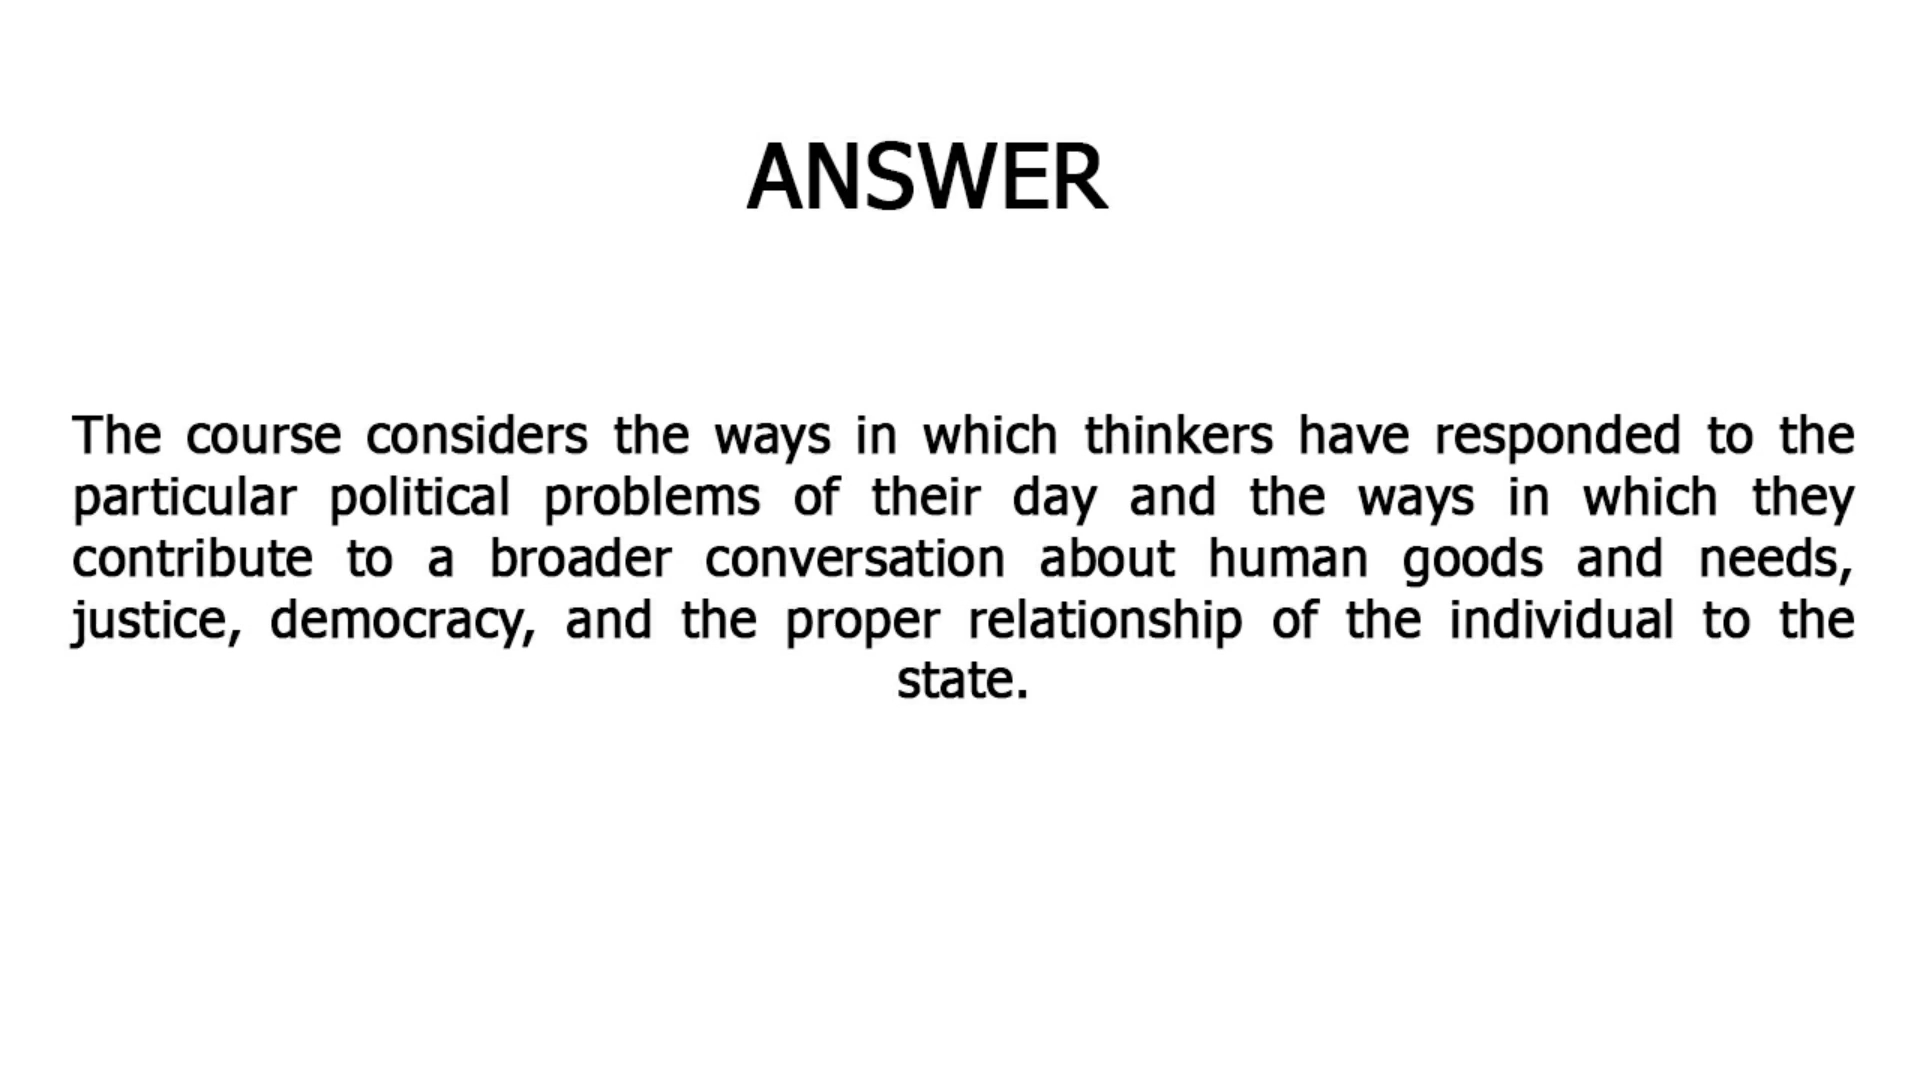 ANSWER
The course considers the ways in which thinkers have responded to the
particular political problems of their day and the ways in which they
contribute to a broader conversation about human goods and needs,
justice, democracy, and the proper relationship of the individual to the
state.